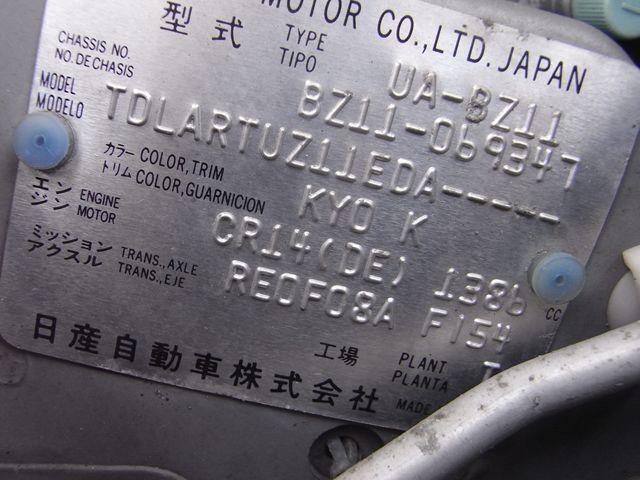 MOTOR CO.,LTD. JAPAN
型式 TYPE TIPO UA-BZ11
CHASSIS NO. NO. DE CHASIS BZ11-069347
MODEL MODELO TDLARTUZ11EDA-----
カラー COLOR, TRIM トリム COLOR, GUARNICION KY0 K
エンジン ENGINE MOTOR CR14(DE) 1386 CC
ミッション アクスル TRANS., AXLE TRANS., EJE RE0F08A F154
工場 PLANT PLANTA
日産自動車株式会社 MADE